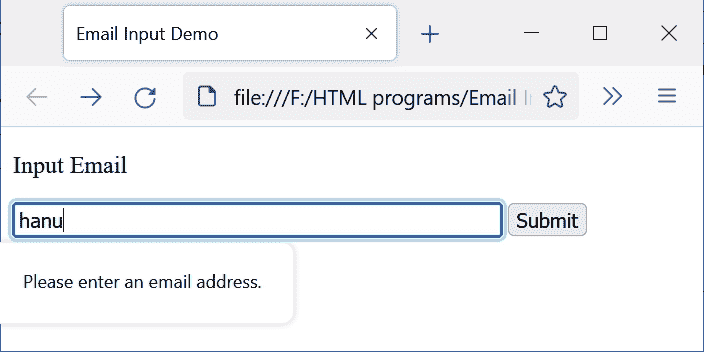 Email Input Demo
file:///F:/HTML programs/Email I
Input Email
hanu
Submit
Please enter an email address.